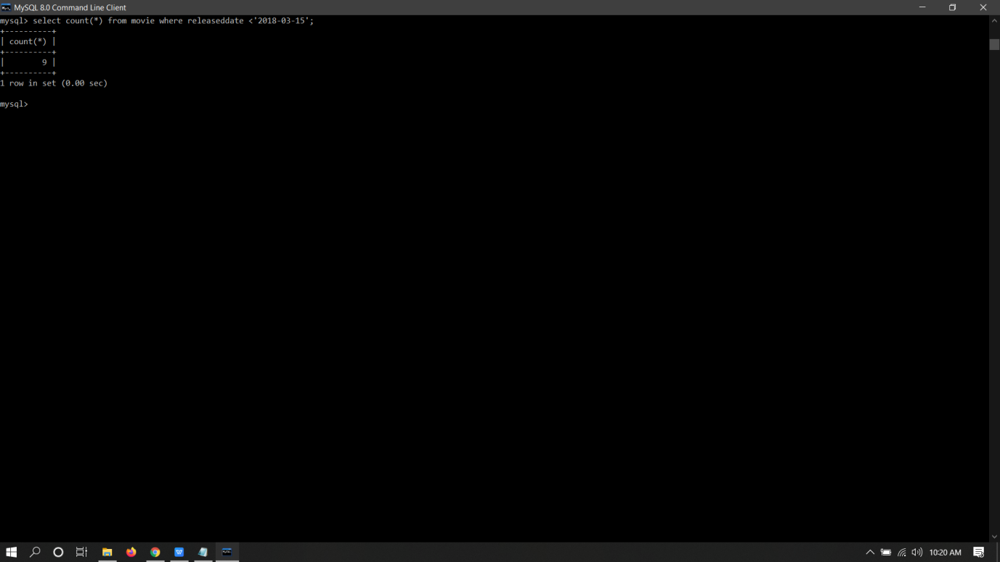 MySQL 8.0 Command Line Client
mysql> select count(*) from movie where releaseddate <'2018-03-15';
+----------+
| count(*) |
+----------+
|        9 |
+----------+
1 row in set (0.00 sec)
mysql>
10:20 AM